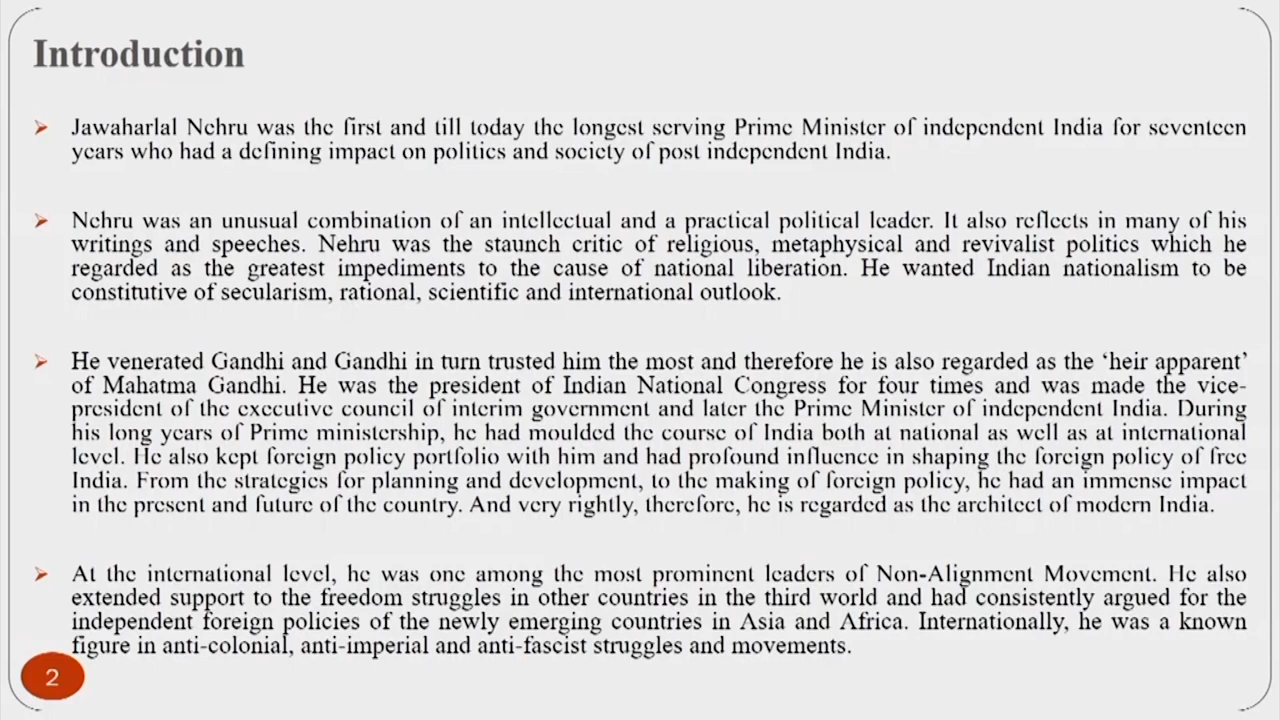 Introduction
Jawaharlal Nehru was the first and till today the longest serving Prime Minister of independent India for seventeen
years who had a defining impact on politics and society of post independent India.
Nehru was an unusual combination of an intellectual and a practical political leader. It also reflects in many of his
writings and speeches. Nehru was the staunch critic of religious, metaphysical and revivalist politics which he
regarded as the greatest impediments to the cause of national liberation. He wanted Indian nationalism to be
constitutive of secularism, rational, scientific and international outlook.
He venerated Gandhi and Gandhi in turn trusted him the most and therefore he is also regarded as the ‘heir apparent’
of Mahatma Gandhi. He was the president of Indian National Congress for four times and was made the vice-
president of the executive council of interim government and later the Prime Minister of independent India. During
his long years of Prime ministership, he had moulded the course of India both at national as well as at international
level. He also kept foreign policy portfolio with him and had profound influence in shaping the foreign policy of free
India. From the strategies for planning and development, to the making of foreign policy, he had an immense impact
in the present and future of the country. And very rightly, therefore, he is regarded as the architect of modern India.
At the international level, he was one among the most prominent leaders of Non-Alignment Movement. He also
extended support to the freedom struggles in other countries in the third world and had consistently argued for the
independent foreign policies of the newly emerging countries in Asia and Africa. Internationally, he was a known
figure in anti-colonial, anti-imperial and anti-fascist struggles and movements.
2